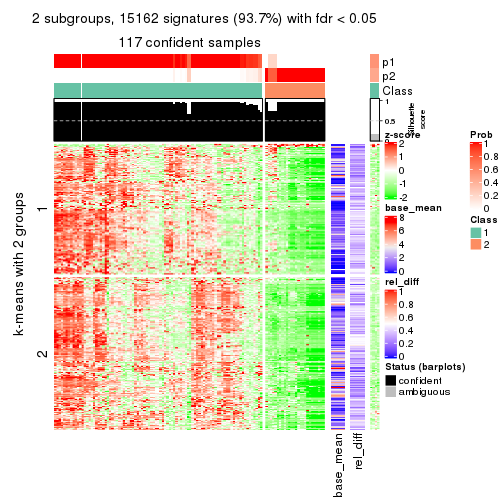 2 subgroups, 15162 signatures (93.7%) with fdr < 0.05
117 confident samples
p1
p2
Class
1
0.5
0
Silhouette
score
k-means with 2 groups
1
2
base_mean
rel_diff
z-score
2
1
0
-1
-2
base_mean
8
6
4
2
0
rel_diff
1
0.8
0.6
0.4
0.2
0
Status (barplots)
confident
ambiguous
Prob
1
0.8
0.6
0.4
0.2
0
Class
1
2